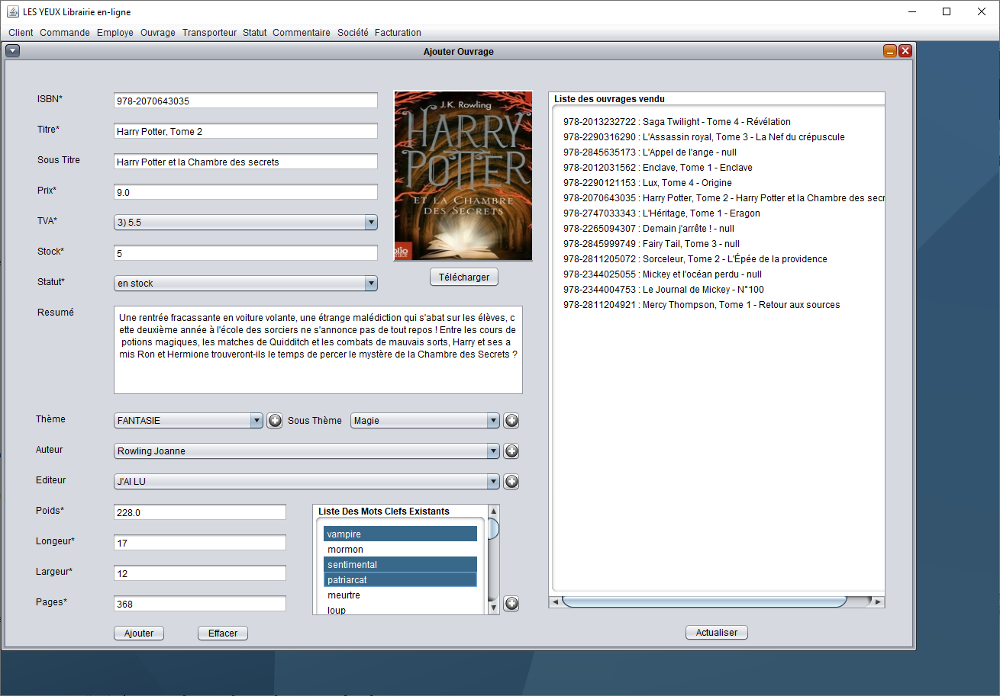 LES YEUX Librairie en-ligne
Client Commande Employe Ouvrage Transporteur Statut Commentaire Société Facturation
Ajouter Ouvrage
ISBN*
978-2070643035
Titre*
Harry Potter, Tome 2
Sous Titre
Harry Potter et la Chambre des secrets
Prix*
9.0
TVA*
3) 5.5
Stock*
5
Statut*
en stock
J.K. Rowling
HARRY
POTTER
ET LA CHAMBRE
DES SECRETS
Télécharger
Resumé
Une rentrée fracassante en voiture volante, une étrange malédiction qui s'abat sur les élèves, c
ette deuxième année à l'école des sorciers ne s'annonce pas de tout repos ! Entre les cours de
potions magiques, les matches de Quidditch et les combats de mauvais sorts, Harry et ses a
mis Ron et Hermione trouveront-ils le temps de percer le mystère de la Chambre des Secrets ?
Thème
FANTASIE
Sous Thème
Magie
Auteur
Rowling Joanne
Editeur
J'AI LU
Poids*
228.0
Longeur*
17
Largeur*
12
Pages*
368
Liste Des Mots Clefs Existants
vampire
mormon
sentimental
patriarcat
meurtre
loup
Ajouter
Effacer
Liste des ouvrages vendu
978-2013232722 : Saga Twilight - Tome 4 - Révélation
978-2290316290 : L'Assassin royal, Tome 3 - La Nef du crépuscule
978-2845635173 : L'Appel de l'ange - null
978-2012031562 : Enclave, Tome 1 - Enclave
978-2290121153 : Lux, Tome 4 - Origine
978-2070643035 : Harry Potter, Tome 2 - Harry Potter et la Chambre des secr
978-2747033343 : L'Héritage, Tome 1 - Eragon
978-2265094307 : Demain j'arrête ! - null
978-2845999749 : Fairy Tail, Tome 3 - null
978-2811205072 : Sorceleur, Tome 2 - L'Épée de la providence
978-2344025055 : Mickey et l'océan perdu - null
978-2344004753 : Le Journal de Mickey - N°100
978-2811204921 : Mercy Thompson, Tome 1 - Retour aux sources
Actualiser